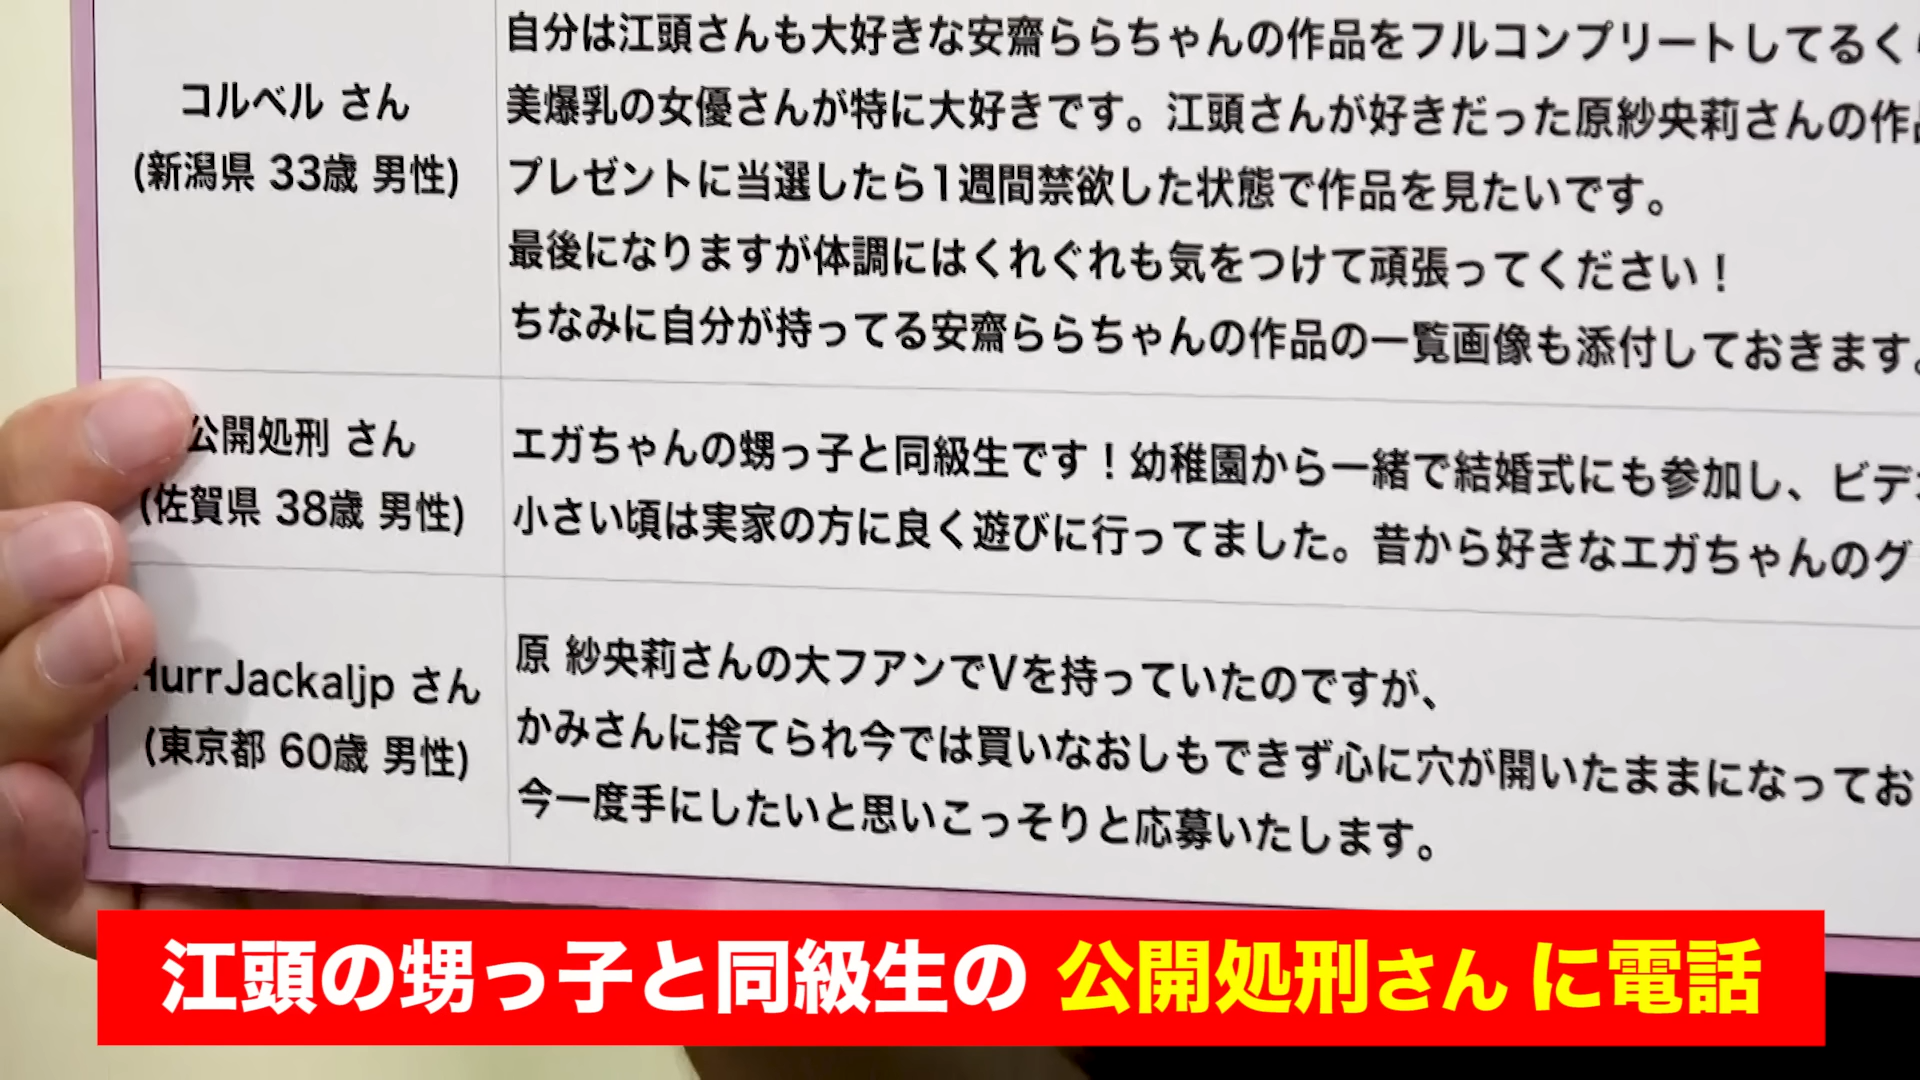 コルベル さん
(新潟県 33歳 男性)
自分は江頭さんも大好きな安齋ららちゃんの作品をフルコンプリートしてるく
美爆乳の女優さんが特に大好きです。江頭さんが好きだった原紗央莉さんの作
プレゼントに当選したら1週間禁欲した状態で作品を見たいです。
最後になりますが体調にはくれぐれも気をつけて頑張ってください！
ちなみに自分が持ってる安齋ららちゃんの作品の一覧画像も添付しておきます。
公開処刑 さん
(佐賀県 38歳 男性)
エガちゃんの甥っ子と同級生です！幼稚園から一緒で結婚式にも参加し、ビデ
小さい頃は実家の方に良く遊びに行ってました。昔から好きなエガちゃんのグ
HurrJackaljp さん
(東京都 60歳 男性)
原 紗央莉さんの大フアンでVを持っていたのですが、
かみさんに捨てられ今では買いなおしもできず心に穴が開いたままになってお
今一度手にしたいと思いこっそりと応募いたします。
江頭の甥っ子と同級生の 公開処刑さん に電話